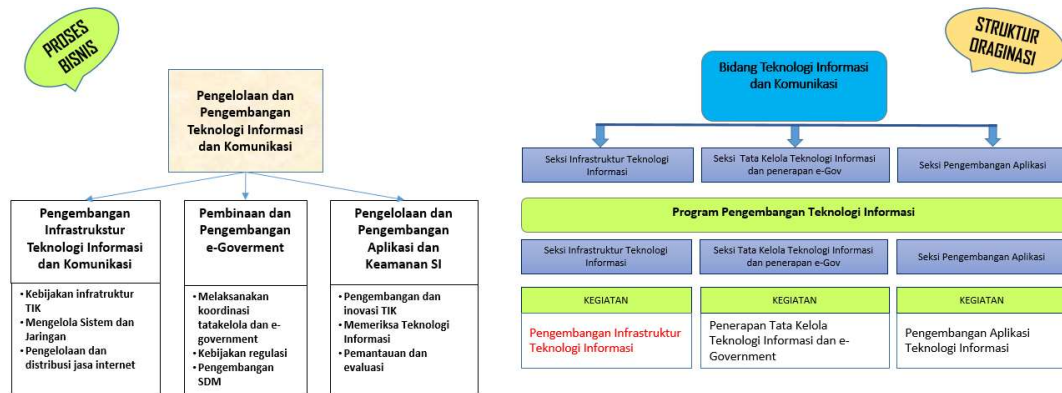 PROSES
BISNIS
Pengelolaan dan
Pengembangan
Teknologi Informasi
dan Komunikasi
Pengembangan
Infrastrukstur
Teknologi Informasi
dan Komunikasi
• Kebijakan infratruktur
TIK
• Mengelola Sistem dan
Jaringan
• Pengelolaan dan
distribusi jasa internet
Pembinaan dan
Pengembangan
e-Goverment
• Melaksanakan
koordinasi
tatakelola dan e-
government
• Kebijakan regulasi
• Pengembangan
SDM
Pengelolaan dan
Pengembangan
Aplikasi dan
Keamanan SI
• Pengembangan dan
inovasi TIK
• Memeriksa Teknologi
Informasi
• Pemantauan dan
evaluasi
STRUKTUR
ORAGINASI
Bidang Teknologi Informasi
dan Komunikasi
Seksi Infrastruktur Teknologi
Informasi
Seksi Tata Kelola Teknologi Informasi
dan penerapan e-Gov
Seksi Pengembangan Aplikasi
Program Pengembangan Teknologi Informasi
Seksi Infrastruktur Teknologi
Informasi
Seksi Tata Kelola Teknologi Informasi
dan penerapan e-Gov
Seksi Pengembangan Aplikasi
KEGIATAN
Pengembangan Infrastruktur
Teknologi Informasi
KEGIATAN
Penerapan Tata Kelola
Teknologi Informasi dan e-
Government
KEGIATAN
Pengembangan Aplikasi
Teknologi Informasi